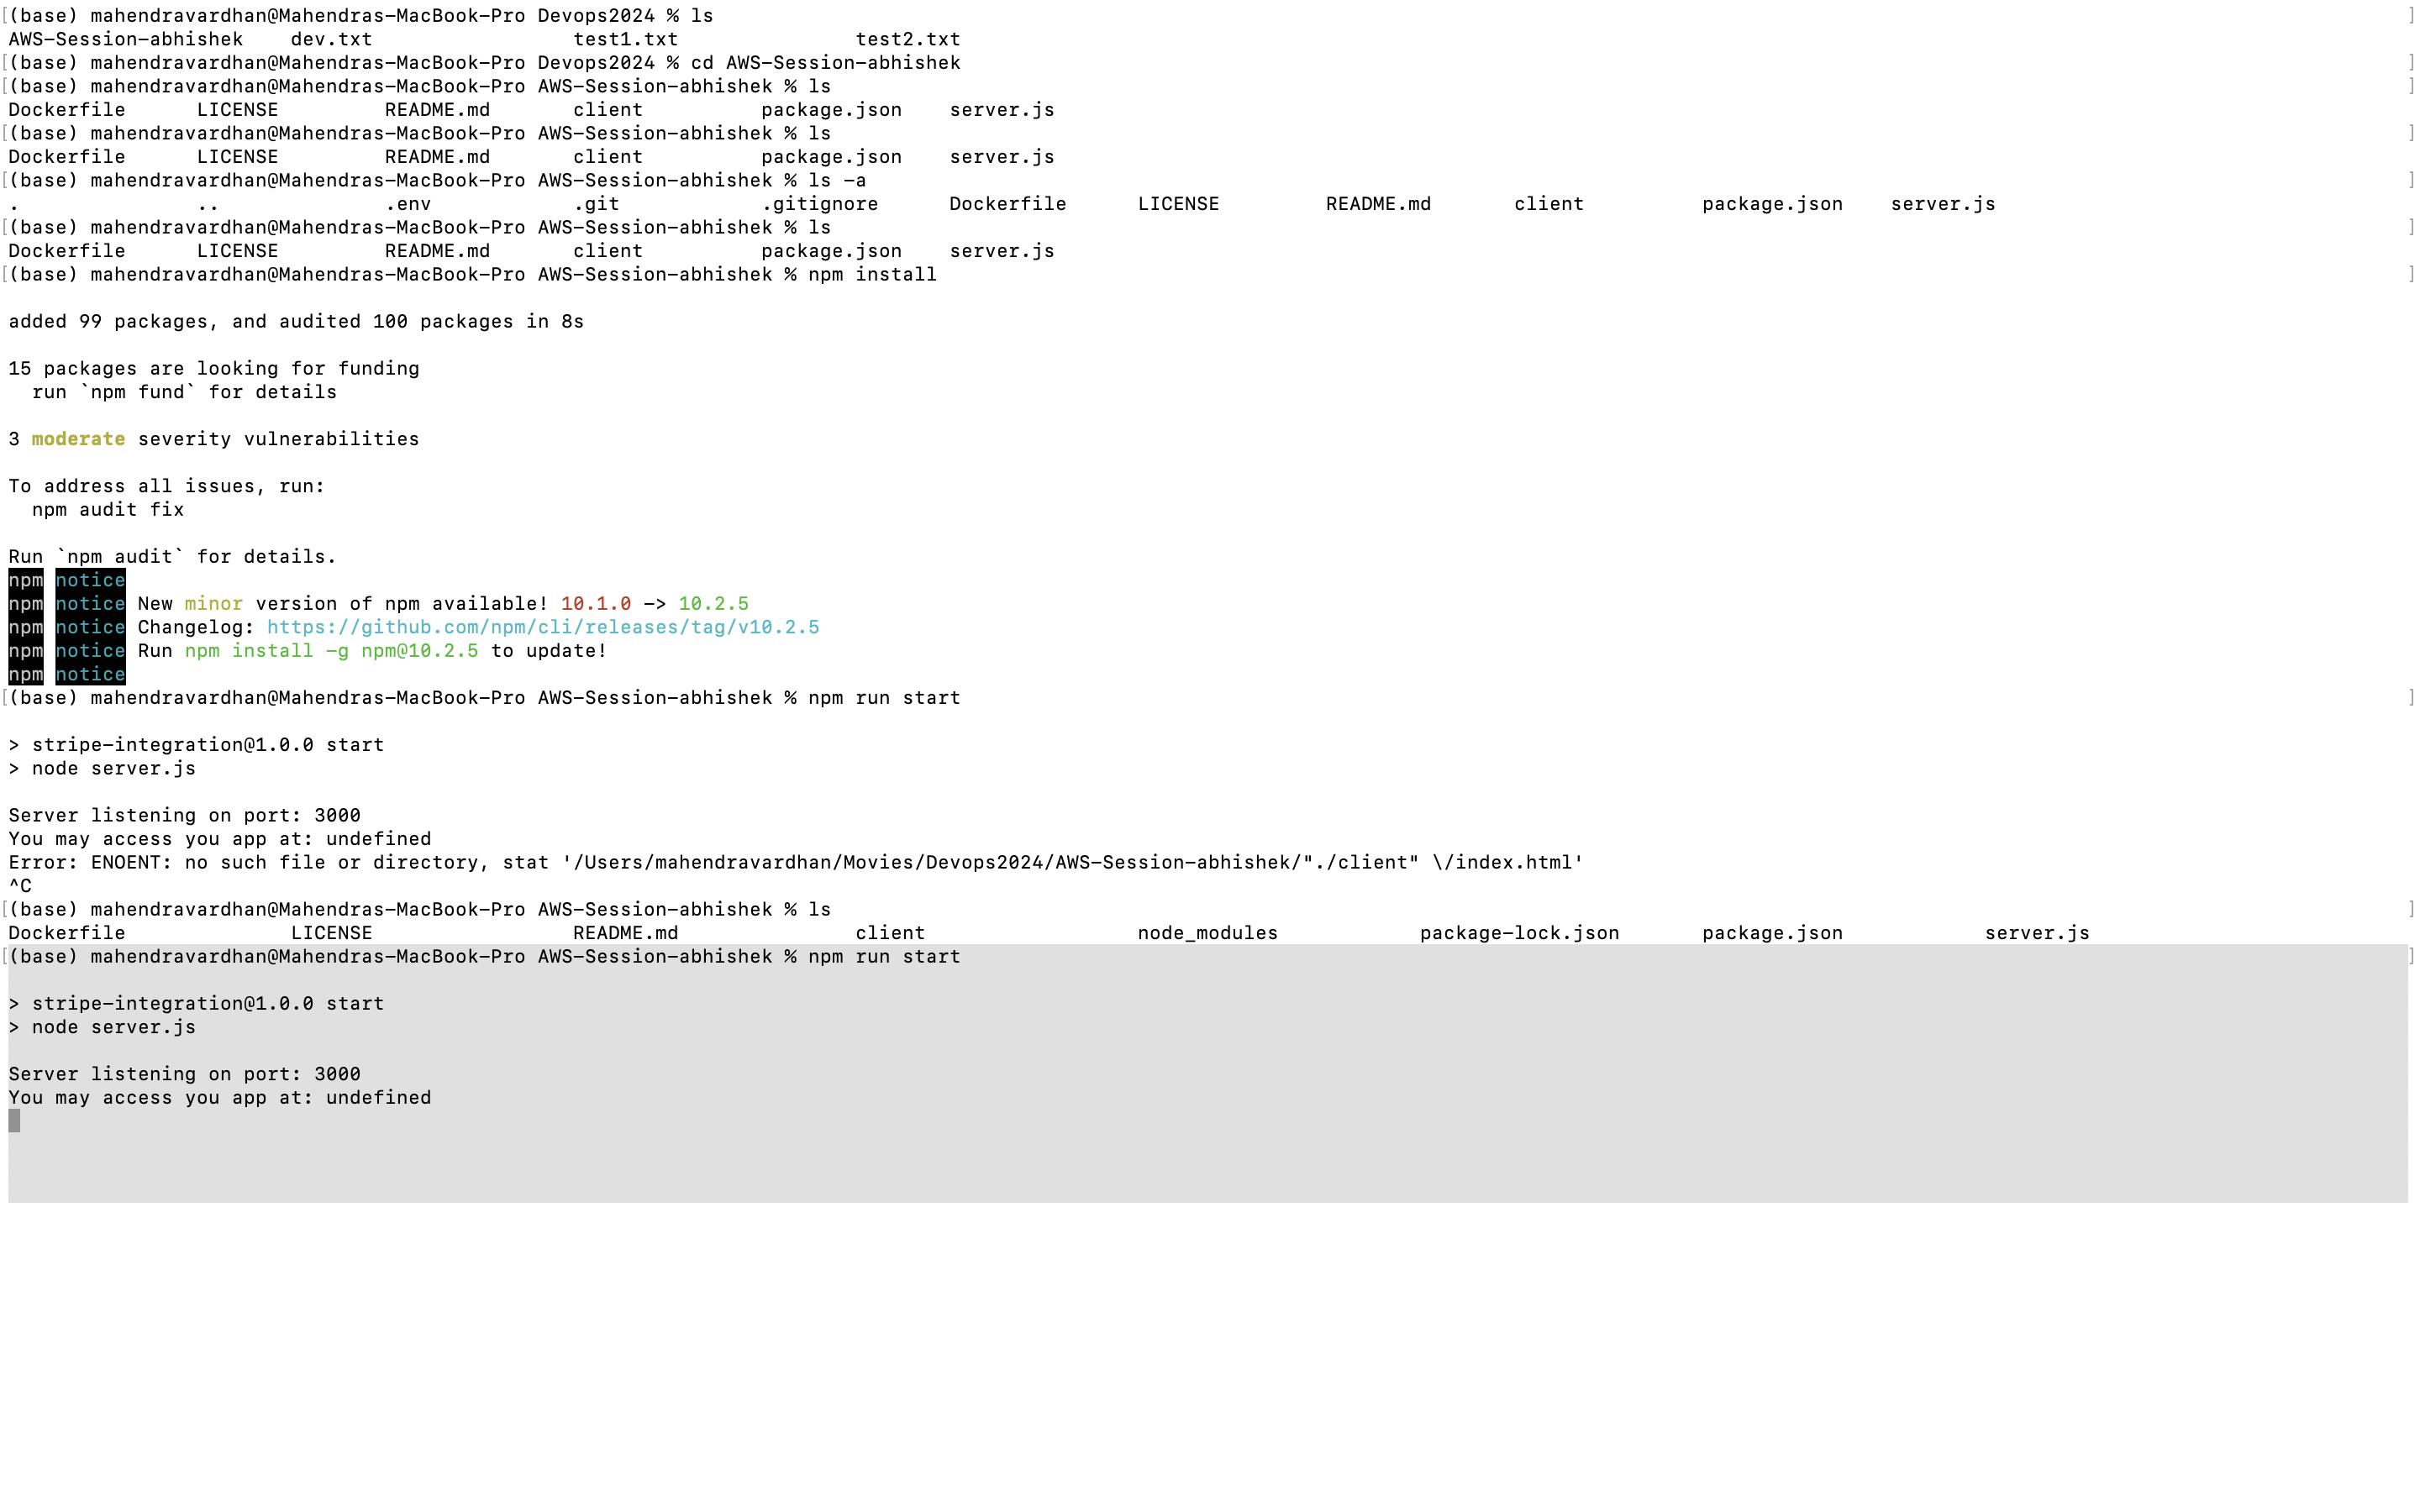 [(base) mahendravardhan@Mahendras-MacBook-Pro Devops2024 % ls ]
AWS-Session-abhishek dev.txt test1.txt test2.txt
[(base) mahendravardhan@Mahendras-MacBook-Pro Devops2024 % cd AWS-Session-abhishek ]
[(base) mahendravardhan@Mahendras-MacBook-Pro AWS-Session-abhishek % ls ]
Dockerfile LICENSE README.md client package.json server.js
[(base) mahendravardhan@Mahendras-MacBook-Pro AWS-Session-abhishek % ls ]
Dockerfile LICENSE README.md client package.json server.js
[(base) mahendravardhan@Mahendras-MacBook-Pro AWS-Session-abhishek % ls -a ]
. .. .env .git .gitignore Dockerfile LICENSE README.md client package.json server.js
[(base) mahendravardhan@Mahendras-MacBook-Pro AWS-Session-abhishek % ls ]
Dockerfile LICENSE README.md client package.json server.js
[(base) mahendravardhan@Mahendras-MacBook-Pro AWS-Session-abhishek % npm install ]
added 99 packages, and audited 100 packages in 8s
15 packages are looking for funding
run `npm fund` for details
3 moderate severity vulnerabilities
To address all issues, run:
npm audit fix
Run `npm audit` for details.
npm notice
npm notice New minor version of npm available! 10.1.0 -> 10.2.5
npm notice Changelog: https://github.com/npm/cli/releases/tag/v10.2.5
npm notice Run npm install -g npm@10.2.5 to update!
npm notice
[(base) mahendravardhan@Mahendras-MacBook-Pro AWS-Session-abhishek % npm run start ]
> stripe-integration@1.0.0 start
> node server.js
Server listening on port: 3000
You may access you app at: undefined
Error: ENOENT: no such file or directory, stat '/Users/mahendravardhan/Movies/Devops2024/AWS-Session-abhishek/"./client" \/index.html'
^C
[(base) mahendravardhan@Mahendras-MacBook-Pro AWS-Session-abhishek % ls ]
Dockerfile LICENSE README.md client node_modules package-lock.json package.json server.js
[(base) mahendravardhan@Mahendras-MacBook-Pro AWS-Session-abhishek % npm run start ]
> stripe-integration@1.0.0 start
> node server.js
Server listening on port: 3000
You may access you app at: undefined